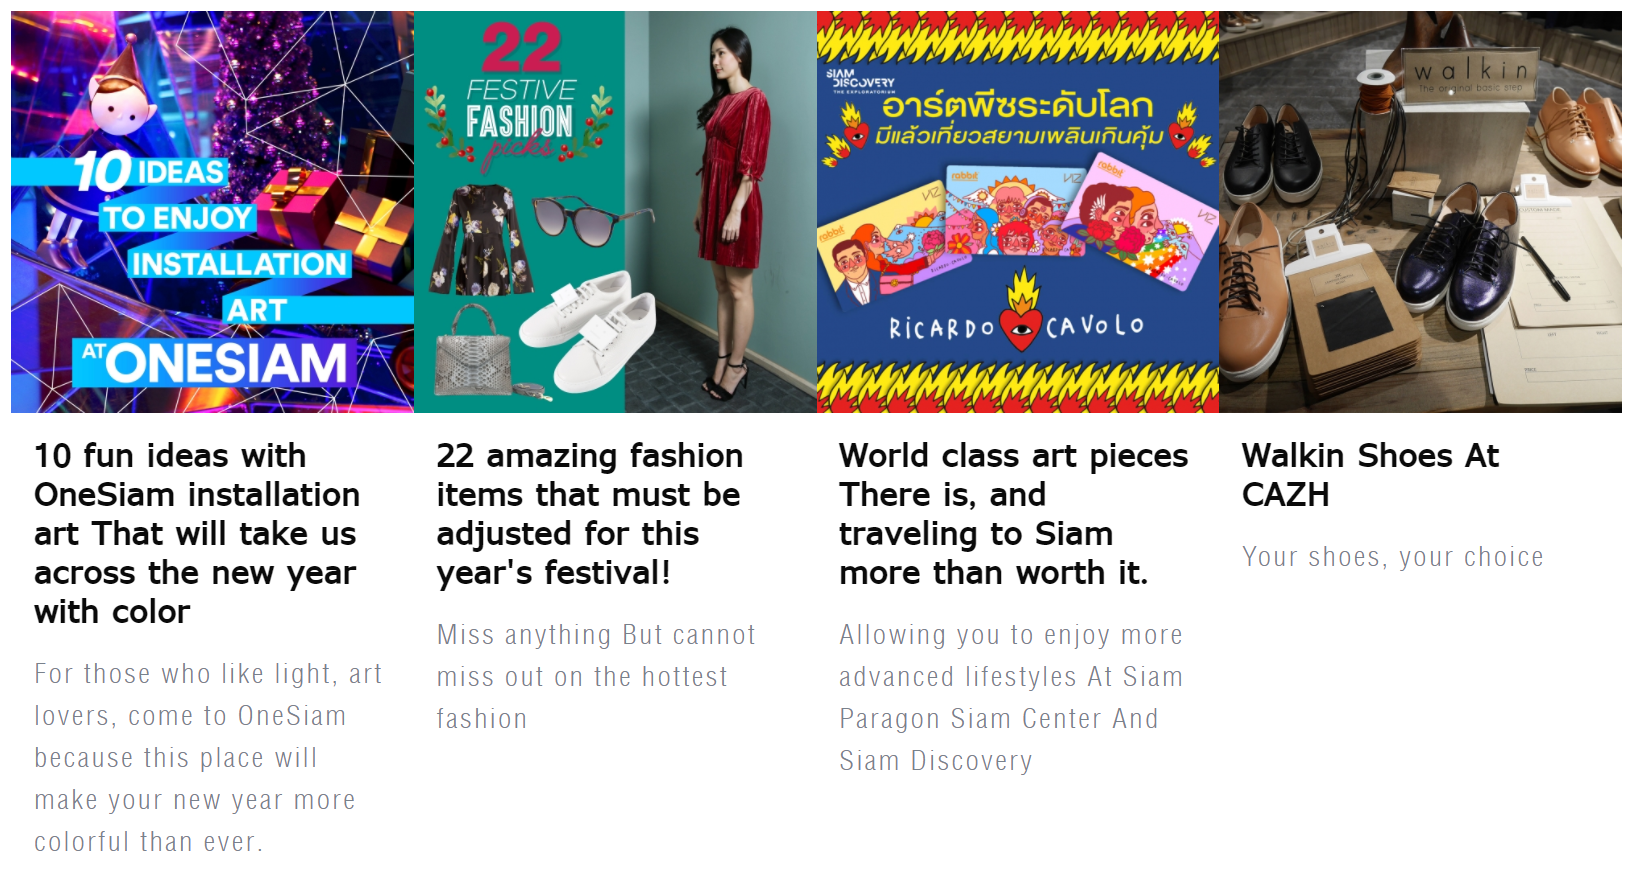 10 IDEAS
TO ENJOY
INSTALLATION
ART
AT ONESIAM
22
FESTIVE
FASHION
picks
SIAM
DISCOVERY
THE EXPLORATORIUM
อาร์ตพีซระดับโลก
มีแล้วเที่ยวสยามเพลินเกินคุ้ม
rabbit
VIZ
rabbit
VIZ
rabbit
VIZ
RICARDO CAVOLO
walkin
The original basic step
10 fun ideas with
OneSiam installation
art That will take us
across the new year
with color
For those who like light, art
lovers, come to OneSiam
because this place will
make your new year more
colorful than ever.
22 amazing fashion
items that must be
adjusted for this
year's festival!
Miss anything But cannot
miss out on the hottest
fashion
World class art pieces
There is, and
traveling to Siam
more than worth it.
Allowing you to enjoy more
advanced lifestyles At Siam
Paragon Siam Center And
Siam Discovery
Walkin Shoes At
CAZH
Your shoes, your choice